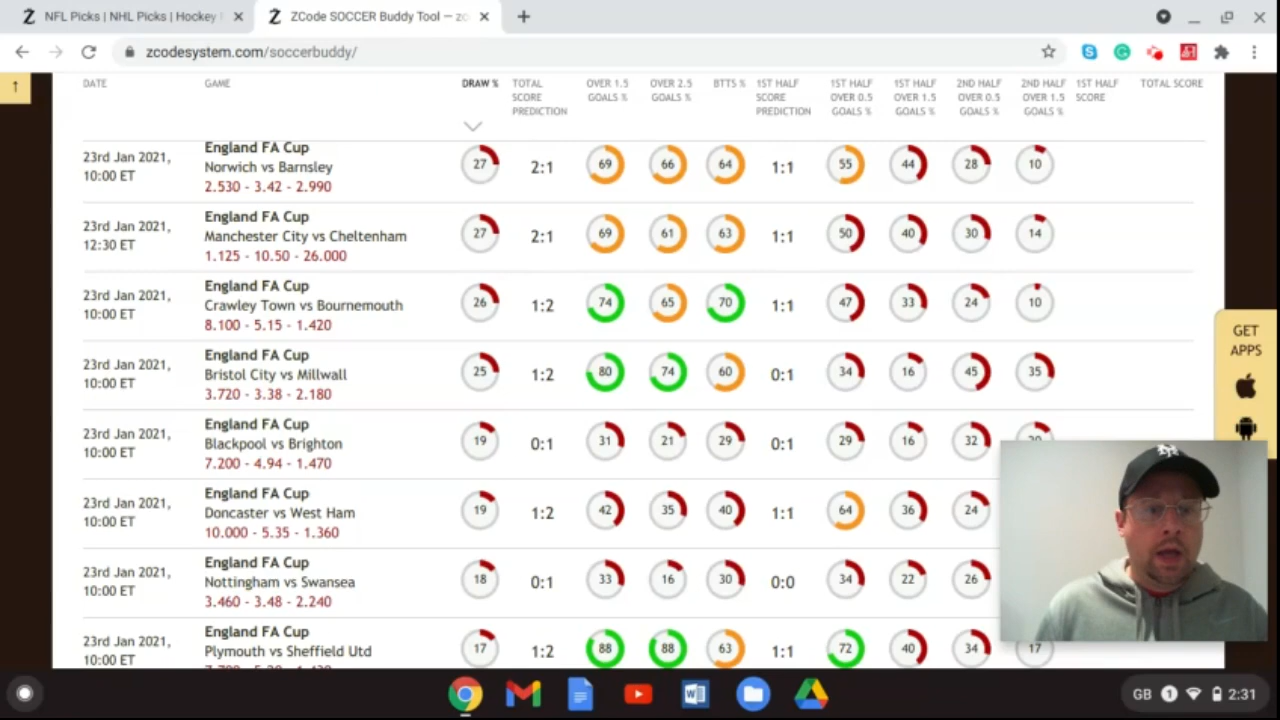 NFL Picks | NHL Picks | Hockey
ZCode SOCCER Buddy Tool — zc
zcodesystem.com/soccerbuddy/
DATE GAME DRAW % TOTAL SCORE PREDICTION OVER 1.5 GOALS % OVER 2.5 GOALS % BTTS % 1ST HALF SCORE PREDICTION 1ST HALF OVER 0.5 GOALS % 1ST HALF OVER 1.5 GOALS % 2ND HALF OVER 0.5 GOALS % 2ND HALF OVER 1.5 GOALS % 1ST HALF SCORE TOTAL SCORE
England FA Cup
23rd Jan 2021, Norwich vs Barnsley 27 2:1 69 66 64 1:1 55 44 28 10
10:00 ET 2.530 - 3.42 - 2.990
England FA Cup
23rd Jan 2021, Manchester City vs Cheltenham 27 2:1 69 61 63 1:1 50 40 30 14
12:30 ET 1.125 - 10.50 - 26.000
England FA Cup
23rd Jan 2021, Crawley Town vs Bournemouth 26 1:2 74 65 70 1:1 47 33 24 10
10:00 ET 8.100 - 5.15 - 1.420
GET
APPS
England FA Cup
23rd Jan 2021, Bristol City vs Millwall 25 1:2 80 74 60 0:1 34 16 45 35
10:00 ET 3.720 - 3.38 - 2.180
England FA Cup
23rd Jan 2021, Blackpool vs Brighton 19 0:1 31 21 29 0:1 29 16 32
10:00 ET 7.200 - 4.94 - 1.470
England FA Cup
23rd Jan 2021, Doncaster vs West Ham 19 1:2 42 35 40 1:1 64 36 24
10:00 ET 10.000 - 5.35 - 1.360
England FA Cup
23rd Jan 2021, Nottingham vs Swansea 18 0:1 33 16 30 0:0 34 22 26
10:00 ET 3.460 - 3.48 - 2.240
England FA Cup
23rd Jan 2021, Plymouth vs Sheffield Utd 17 1:2 88 88 63 1:1 72 40 34 17
10:00 ET
GB 1 2:31